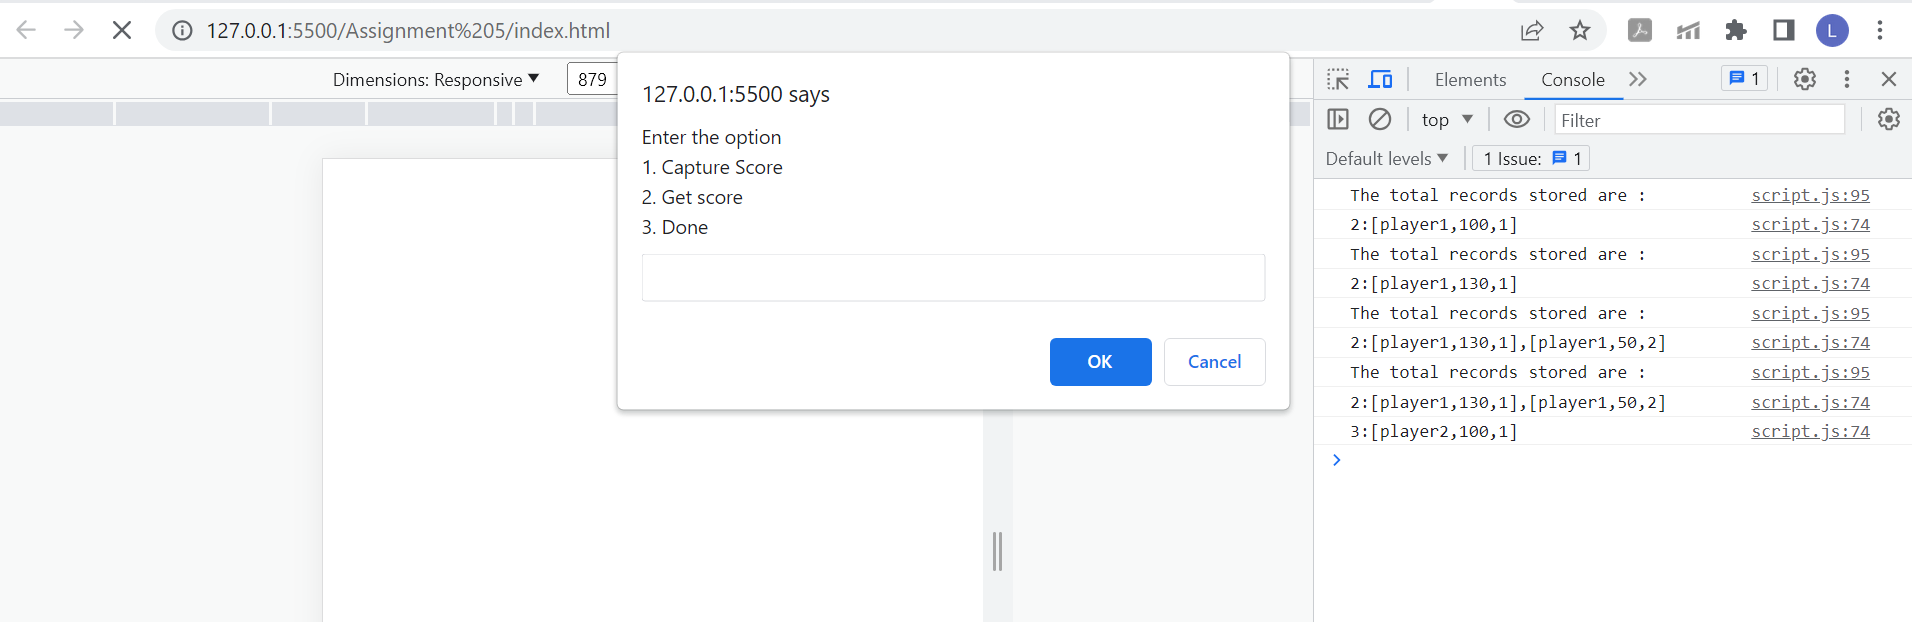 127.0.0.1:5500/Assignment%205/index.html
L
Dimensions: Responsive
879
127.0.0.1:5500 says
Enter the option
1. Capture Score
2. Get score
3. Done
OK
Cancel
Elements
Console
1
top
Filter
Default levels
1 Issue: 1
The total records stored are : script.js:95
2:[player1,100,1] script.js:74
The total records stored are : script.js:95
2:[player1,130,1] script.js:74
The total records stored are : script.js:95
2:[player1,130,1],[player1,50,2] script.js:74
The total records stored are : script.js:95
2:[player1,130,1],[player1,50,2] script.js:74
3:[player2,100,1] script.js:74